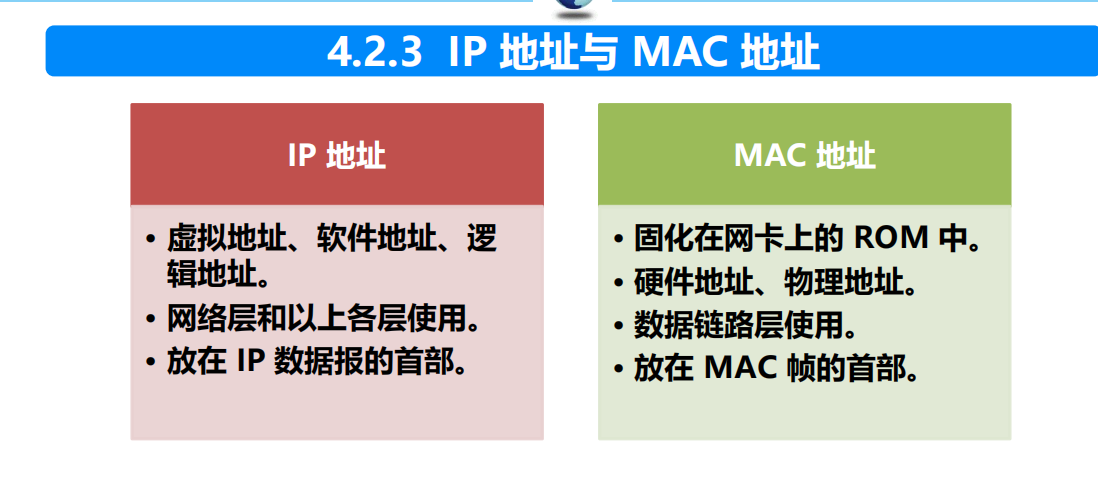 4.2.3 IP 地址与 MAC 地址
IP 地址
• 虚拟地址、软件地址、逻
辑地址。
• 网络层和以上各层使用。
• 放在 IP 数据报的首部。
MAC 地址
• 固化在网卡上的 ROM 中。
• 硬件地址、物理地址。
• 数据链路层使用。
• 放在 MAC 帧的首部。